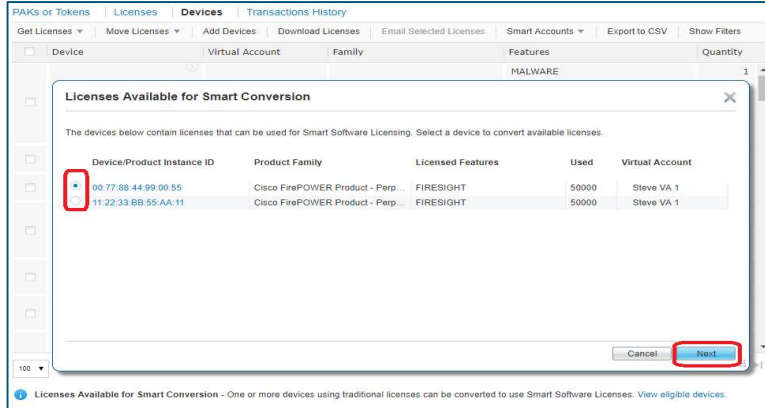 PAKs or Tokens | Licenses | Devices | Transactions History
Get Licenses Move Licenses Add Devices Download Licenses Email Selected Licenses Smart Accounts Export to CSV Show Filters
Device Virtual Account Family Features Quantity
MALWARE 1
Licenses Available for Smart Conversion
The devices below contain licenses that can be used for Smart Software Licensing. Select a device to convert available licenses.
Device/Product Instance ID Product Family Licensed Features Used Virtual Account
00:77:88:44:99:00:55 Cisco FirePOWER Product - Perp... FIRESIGHT 50000 Steve VA 1
11:22:33:BB:55:AA:11 Cisco FirePOWER Product - Perp... FIRESIGHT 50000 Steve VA 1
Cancel Next
100
Licenses Available for Smart Conversion - One or more devices using traditional licenses can be converted to use Smart Software Licenses. View eligible devices.